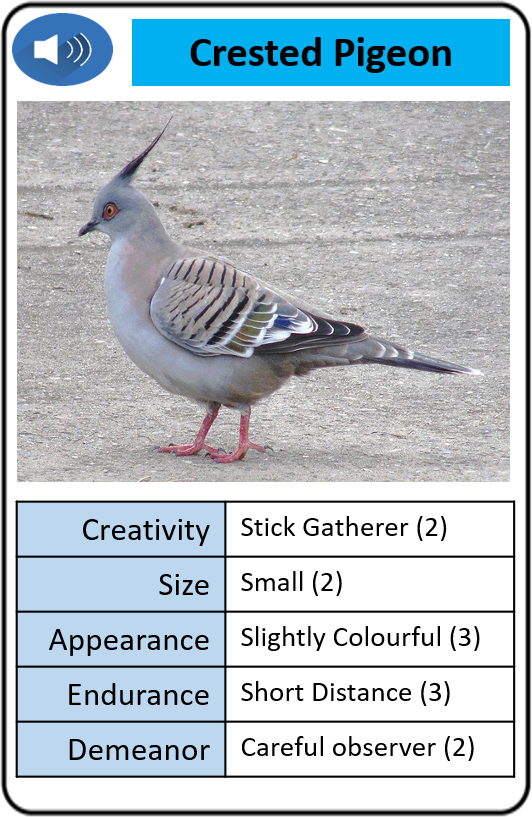 Crested Pigeon
Creativity Stick Gatherer (2)
Size Small (2)
Appearance Slightly Colourful (3)
Endurance Short Distance (3)
Demeanor Careful observer (2)